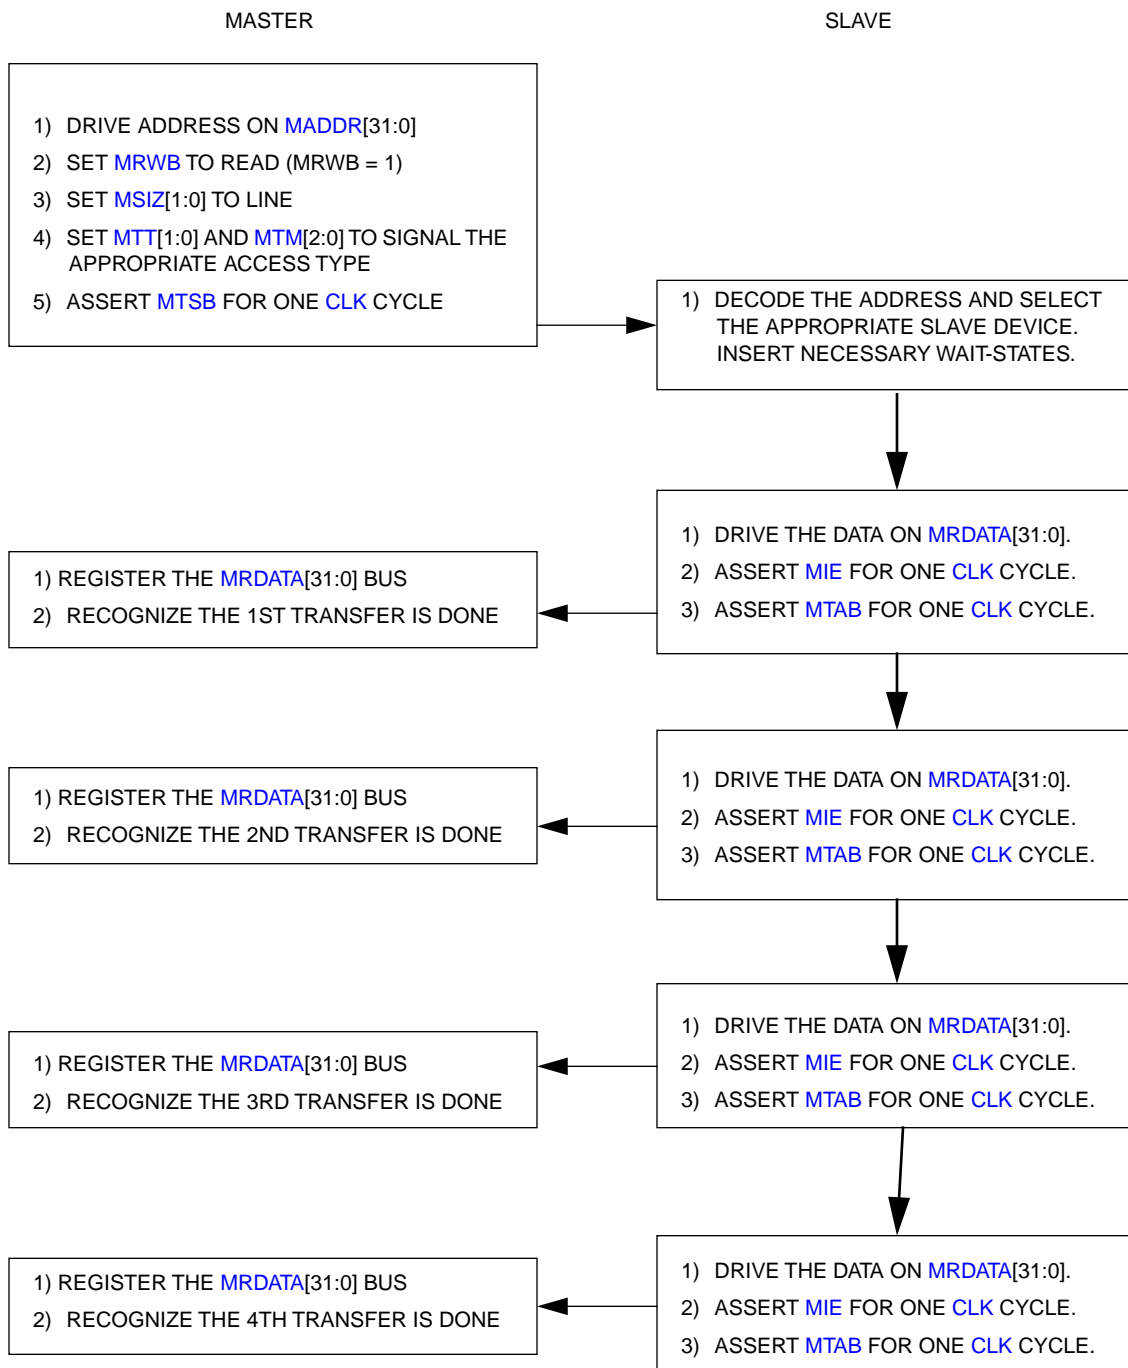 MASTER
SLAVE
1) DRIVE ADDRESS ON MADDR[31:0]
2) SET MRWB TO READ (MRWB = 1)
3) SET MSIZ[1:0] TO LINE
4) SET MTT[1:0] AND MTM[2:0] TO SIGNAL THE
APPROPRIATE ACCESS TYPE
5) ASSERT MTSB FOR ONE CLK CYCLE
1) DECODE THE ADDRESS AND SELECT
THE APPROPRIATE SLAVE DEVICE.
INSERT NECESSARY WAIT-STATES.
1) DRIVE THE DATA ON MRDATA[31:0].
2) ASSERT MIE FOR ONE CLK CYCLE.
3) ASSERT MTAB FOR ONE CLK CYCLE.
1) REGISTER THE MRDATA[31:0] BUS
2) RECOGNIZE THE 1ST TRANSFER IS DONE
1) DRIVE THE DATA ON MRDATA[31:0].
2) ASSERT MIE FOR ONE CLK CYCLE.
3) ASSERT MTAB FOR ONE CLK CYCLE.
1) REGISTER THE MRDATA[31:0] BUS
2) RECOGNIZE THE 2ND TRANSFER IS DONE
1) DRIVE THE DATA ON MRDATA[31:0].
2) ASSERT MIE FOR ONE CLK CYCLE.
3) ASSERT MTAB FOR ONE CLK CYCLE.
1) REGISTER THE MRDATA[31:0] BUS
2) RECOGNIZE THE 3RD TRANSFER IS DONE
1) DRIVE THE DATA ON MRDATA[31:0].
2) ASSERT MIE FOR ONE CLK CYCLE.
3) ASSERT MTAB FOR ONE CLK CYCLE.
1) REGISTER THE MRDATA[31:0] BUS
2) RECOGNIZE THE 4TH TRANSFER IS DONE